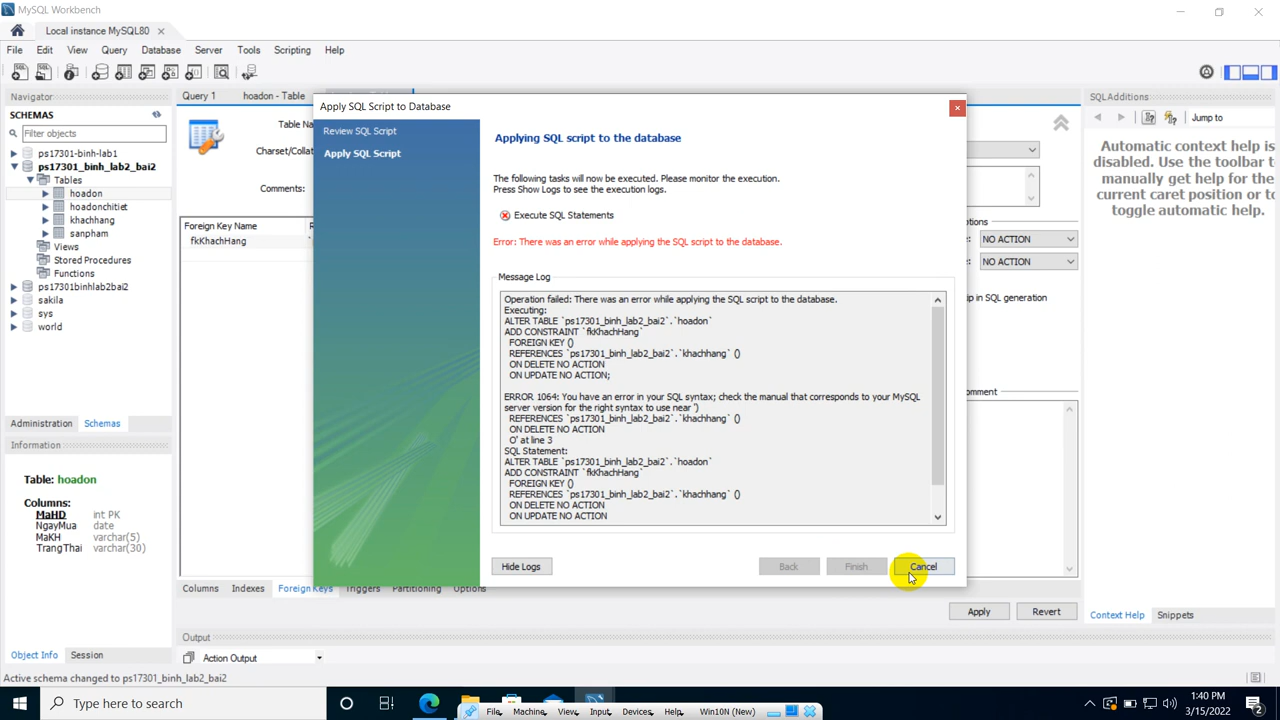 MySQL Workbench
Local instance MySQL80
File Edit View Query Database Server Tools Scripting Help
Navigator
SCHEMAS
Filter objects
ps17301-binh-lab1
ps17301_binh_lab2_bai2
Tables
hoadon
hoadonchitiet
khachhang
sanpham
Views
Stored Procedures
Functions
ps17301binhlab2bai2
sakila
sys
world
Administration Schemas
Information
Table: hoadon
Columns:
MaHD int PK
NgayMua date
MaKH varchar(5)
TrangThai varchar(30)
Object Info Session
Query 1 hoadon - Table
Table Na
Charset/Collat
Comments:
Foreign Key Name
fkKhachHang
Apply SQL Script to Database
Review SQL Script
Apply SQL Script
Applying SQL script to the database
The following tasks will now be executed. Please monitor the execution.
Press Show Logs to see the execution logs.
Execute SQL Statements
Error: There was an error while applying the SQL script to the database.
Message Log
Operation failed: There was an error while applying the SQL script to the database.
Executing:
ALTER TABLE `ps17301_binh_lab2_bai2`.`hoadon`
ADD CONSTRAINT `fkKhachHang`
FOREIGN KEY ()
REFERENCES `ps17301_binh_lab2_bai2`.`khachhang` ()
ON DELETE NO ACTION
ON UPDATE NO ACTION;
ERROR 1064: You have an error in your SQL syntax; check the manual that corresponds to your MySQL
server version for the right syntax to use near ')
REFERENCES `ps17301_binh_lab2_bai2`.`khachhang` ()
ON DELETE NO ACTION
O' at line 3
SQL Statement:
ALTER TABLE `ps17301_binh_lab2_bai2`.`hoadon`
ADD CONSTRAINT `fkKhachHang`
FOREIGN KEY ()
REFERENCES `ps17301_binh_lab2_bai2`.`khachhang` ()
ON DELETE NO ACTION
ON UPDATE NO ACTION
Hide Logs Back Finish Cancel
ptions
NO ACTION
NO ACTION
ip in SQL generation
omment
Columns Indexes Foreign Keys Triggers Partitioning Options
Apply Revert
SQLAdditions
Jump to
Automatic context help is
disabled. Use the toolbar to
manually get help for the
current caret position or to
toggle automatic help.
Context Help Snippets
Output
Action Output
Active schema changed to ps17301_binh_lab2_bai2
Type here to search
File Machine View Input Devices Help Win10N (New)
1:40 PM
3/15/2022
2